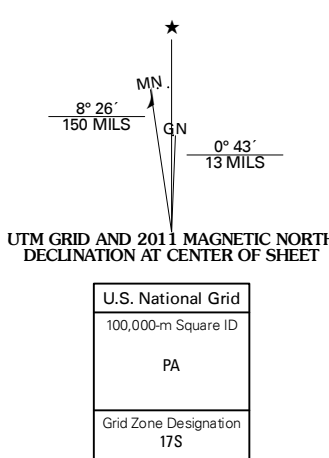 ★
MN
GN
8° 26´
150 MILS
0° 43´
13 MILS
UTM GRID AND 2011 MAGNETIC NORTH
DECLINATION AT CENTER OF SHEET
U.S. National Grid
100,000-m Square ID
PA
Grid Zone Designation
17S